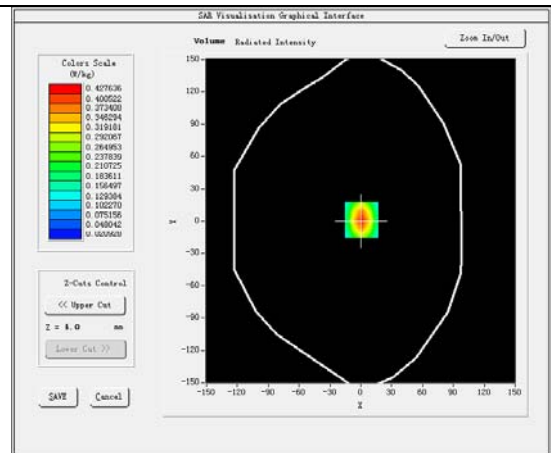 SAR Visualisation Graphical Interface
Volume Radiated Intensity
Zoom In/Out
Colors Scale
(W/kg)
0.427636
0.400522
0.373408
0.346294
0.319181
0.292067
0.264953
0.237839
0.210725
0.183611
0.156497
0.129384
0.102270
0.075156
0.048042
Z-Cuts Control
<< Upper Cut
Z = 4.0 mm
Lower Cut >>
SAVE
Cancel
150
120
90
60
30
0
-30
-60
-90
-120
-150
Y
-150 -120 -90 -60 -30 0 30 60 90 120 150
X